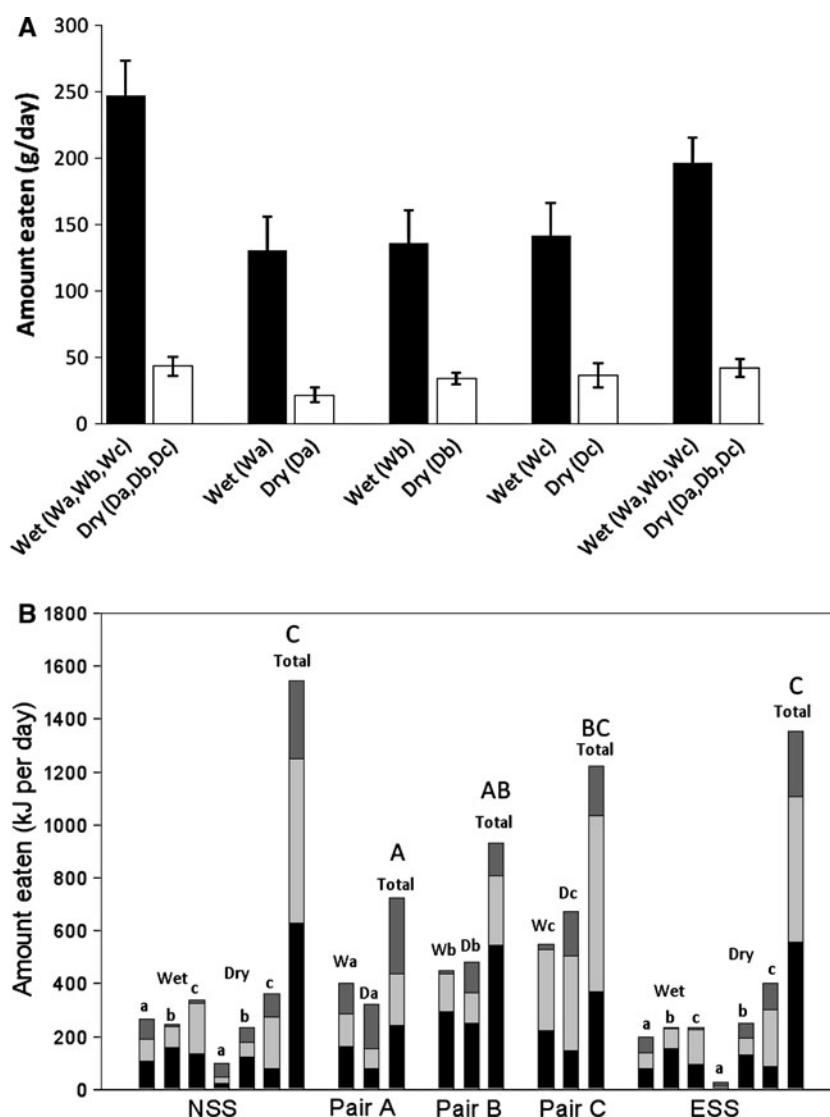 A
Amount eaten (g/day)
300
250
200
150
100
50
0
Wet (Wa,Wb,Wc)
Dry (Da,Db,Dc)
Wet (Wa)
Dry (Da)
Wet (Wb)
Dry (Db)
Wet (Wc)
Dry (Dc)
Wet (Wa,Wb,Wc)
Dry (Da,Db,Dc)
B
Amount eaten (kJ per day)
1800
1600
1400
1200
1000
800
600
400
200
0
C
Total
Wet
Dry
a
b
c
a
b
c
NSS
A
Total
Wa
Da
Pair A
AB
Total
Wb
Db
Pair B
BC
Total
Wc
Dc
Pair C
C
Total
Wet
Dry
a
b
c
a
b
c
ESS